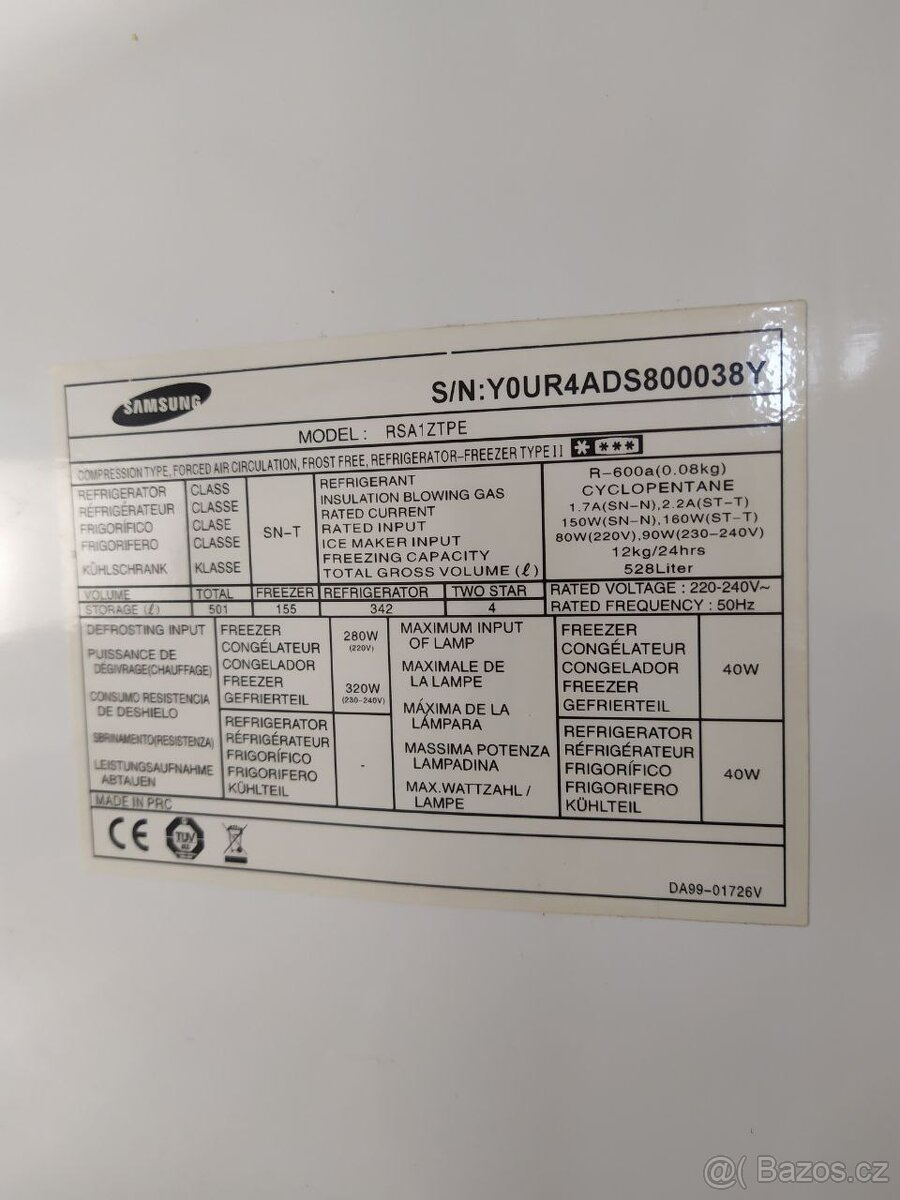 SAMSUNG
S/N:Y0UR4ADS800038Y
MODEL : RSA1ZTPE
COMPRESSION TYPE, FORCED AIR CIRCULATION, FROST FREE, REFRIGERATOR-FREEZER TYPE II * ***
REFRIGERATOR CLASS
RÉFRIGÉRATEUR CLASSE
FRIGORÍFICO CLASE
FRIGORIFERO CLASSE
KÜHLSCHRANK KLASSE
SN-T
REFRIGERANT R-600a(0.08kg)
INSULATION BLOWING GAS CYCLOPENTANE
RATED CURRENT 1.7A(SN-N),2.2A(ST-T)
RATED INPUT 150W(SN-N),160W(ST-T)
ICE MAKER INPUT 80W(220V),90W(230-240V)
FREEZING CAPACITY 12kg/24hrs
TOTAL GROSS VOLUME (ℓ) 528Liter
VOLUME TOTAL FREEZER REFRIGERATOR TWO STAR
STORAGE (ℓ) 501 155 342 4
RATED VOLTAGE : 220-240V~
RATED FREQUENCY : 50Hz
DEFROSTING INPUT
PUISSANCE DE
DÉGIVRAGE(CHAUFFAGE)
CONSUMO RESISTENCIA
DE DESHIELO
SBRINAMENTO(RESISTENZA)
LEISTUNGSAUFNAHME
ABTAUEN
FREEZER
CONGÉLATEUR
CONGELADOR
FREEZER
GEFRIERTEIL
280W
(220V)
320W
(230-240V)
REFRIGERATOR
RÉFRIGÉRATEUR
FRIGORÍFICO
FRIGORIFERO
KÜHLTEIL
-
MAXIMUM INPUT
OF LAMP
MAXIMALE DE
LA LAMPE
MÁXIMA DE LA
LÁMPARA
MASSIMA POTENZA
LAMPADINA
MAX.WATTZAHL /
LAMPE
FREEZER
CONGÉLATEUR
CONGELADOR
FREEZER
GEFRIERTEIL
40W
REFRIGERATOR
RÉFRIGÉRATEUR
FRIGORÍFICO
FRIGORIFERO
KÜHLTEIL
40W
MADE IN PRC
CE TÜV
DA99-01726V
@( Bazos.cz